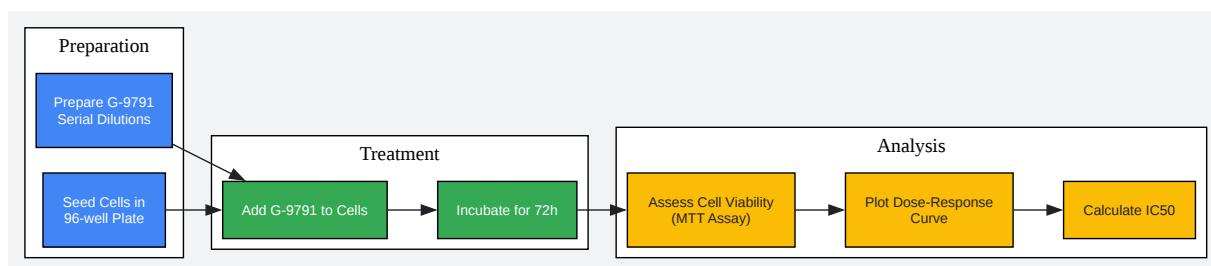 Preparation
Prepare G-9791
Serial Dilutions
Seed Cells in
96-well Plate
Treatment
Add G-9791 to Cells
Incubate for 72h
Analysis
Assess Cell Viability
(MTT Assay)
Plot Dose-Response
Curve
Calculate IC50